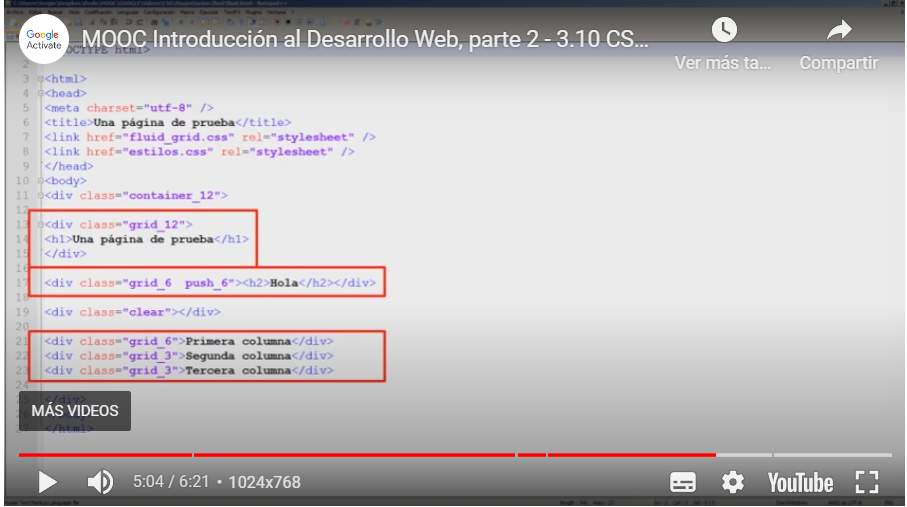 Google
Activate
MOOC Introducción al Desarrollo Web, parte 2 - 3.10 CS...
Ver más ta...
Compartir
OCTYPE html>
2
3 <html>
4 <head>
5 <meta charset="utf-8" />
6 <title>Una página de prueba</title>
7 <link href="fluid_grid.css" rel="stylesheet" />
8 <link href="estilos.css" rel="stylesheet" />
9 </head>
10 <body>
11 <div class="container_12">
12
13 <div class="grid_12">
14 <h1>Una página de prueba</h1>
15 </div>
16
17 <div class="grid_6 push_6"><h2>Hola</h2></div>
18
19 <div class="clear"></div>
20
21 <div class="grid_6">Primera columna</div>
22 <div class="grid_3">Segunda columna</div>
23 <div class="grid_3">Tercera columna</div>
24
25 </div>
MÁS VIDEOS
</html>
5:04 / 6:21 • 1024x768
YouTube